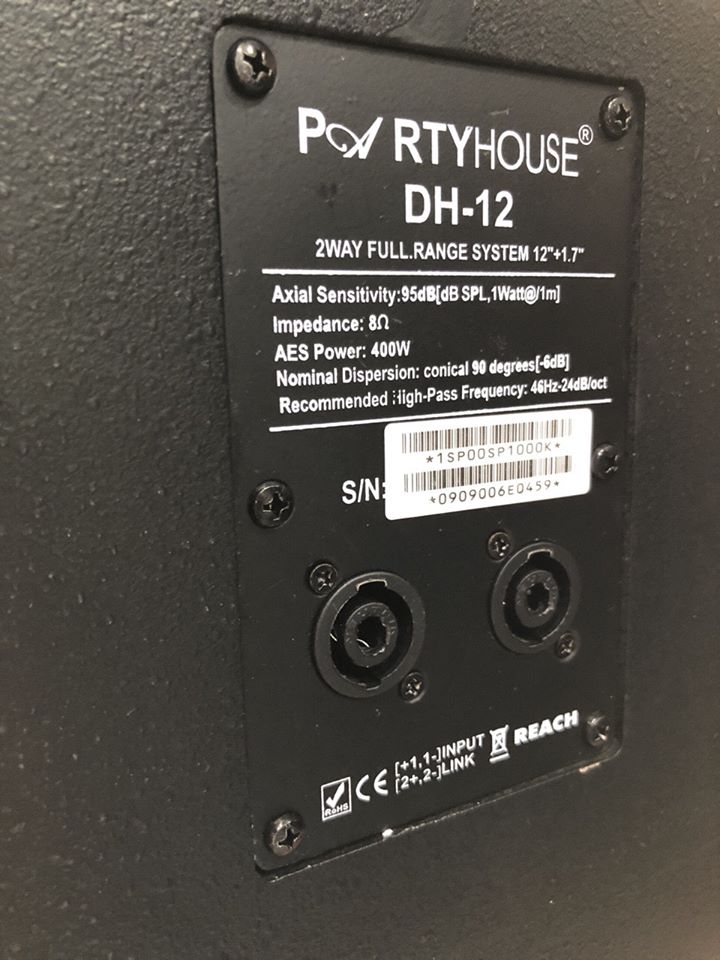 PARTYHOUSE®
DH-12
2WAY FULL.RANGE SYSTEM 12"+1.7"
Axial Sensitivity:95dB[dB SPL,1Watt@/1m]
Impedance: 8Ω
AES Power: 400W
Nominal Dispersion: conical 90 degrees[-6dB]
Recommended High-Pass Frequency: 46Hz-24dB/oct
*1SP00SP1000K*
S/N:
*0909006E0459*
RoHS CE [+1,1-]INPUT REACH
[2+,2-]LINK